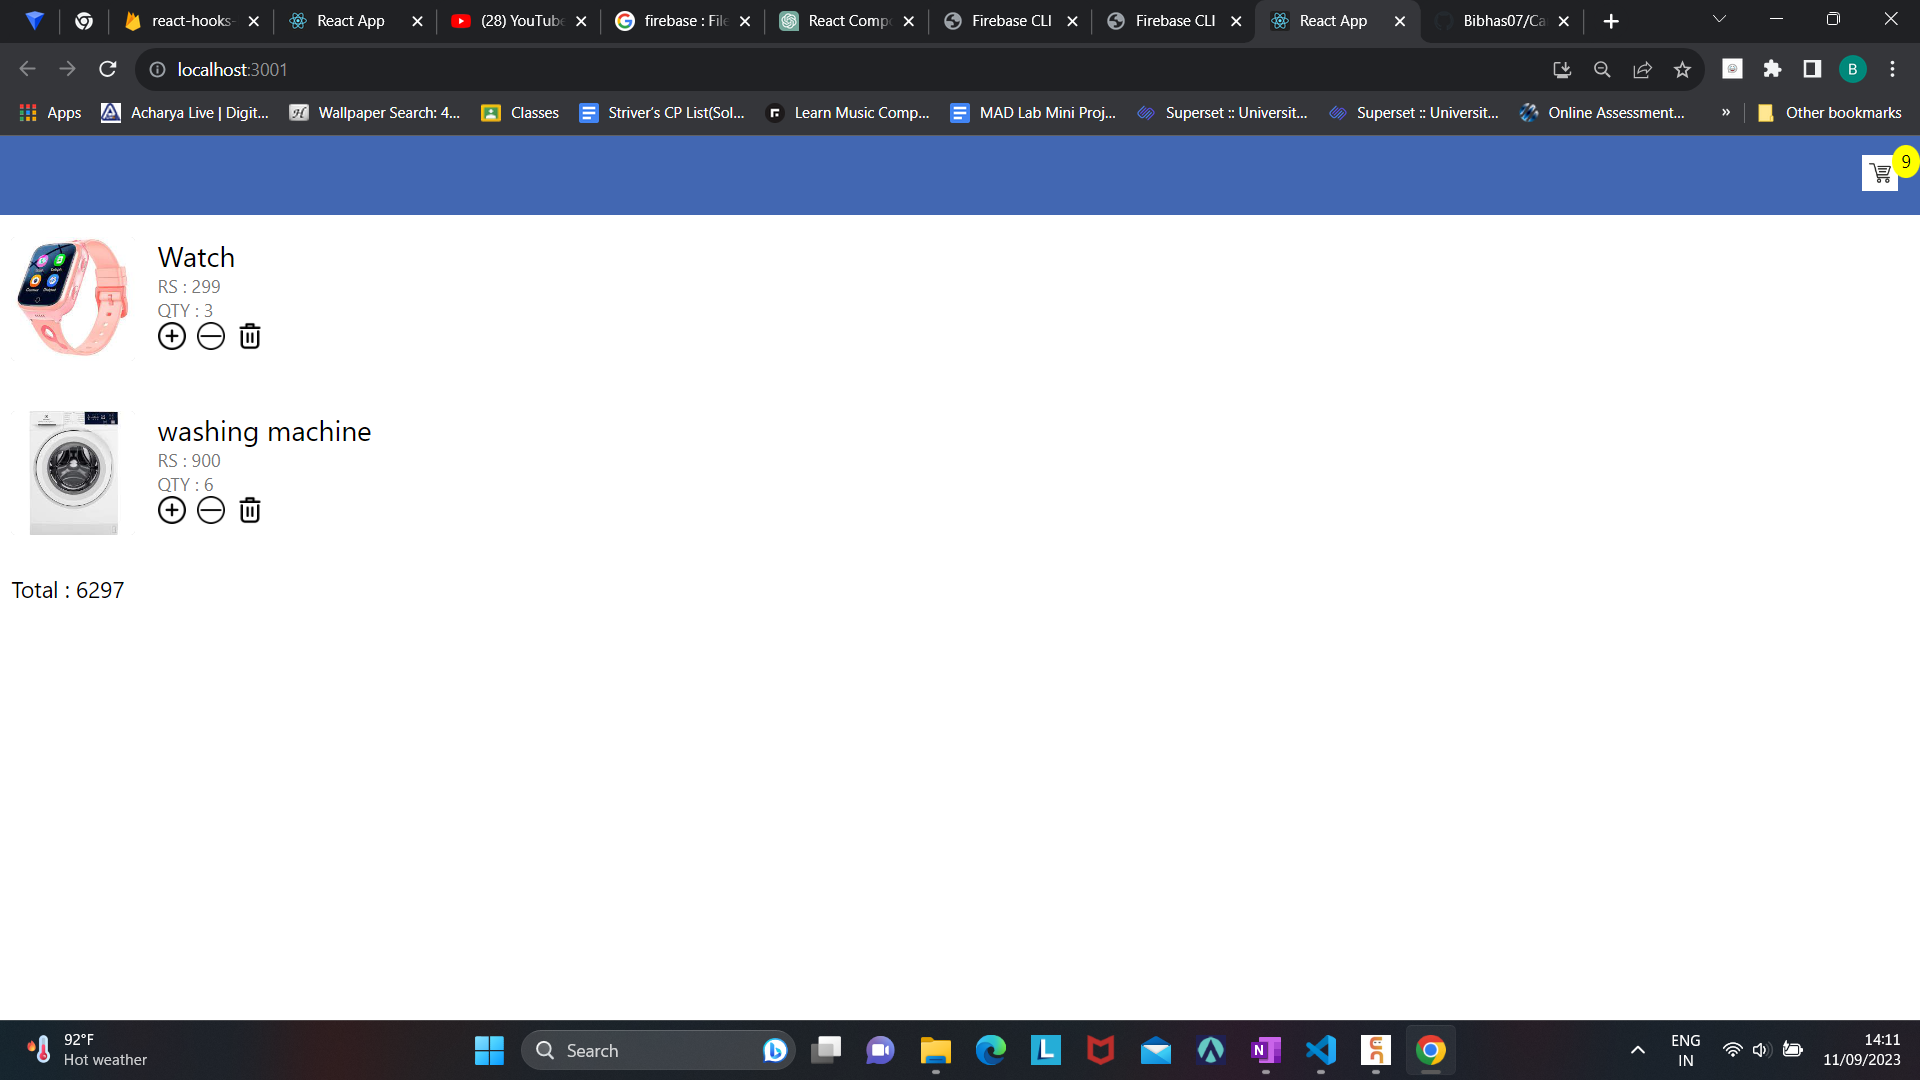 react-hooks-
React App
(28) YouTube
firebase : File
React Compo
Firebase CLI
Firebase CLI
React App
Bibhas07/Ca
localhost:3001
B
Apps
Acharya Live | Digit...
Wallpaper Search: 4...
Classes
Striver's CP List(Sol...
Learn Music Comp...
MAD Lab Mini Proj...
Superset :: Universit...
Superset :: Universit...
Online Assessment...
»
Other bookmarks
9
Watch
RS : 299
QTY : 3
washing machine
RS : 900
QTY : 6
Total : 6297
92°F
Hot weather
Search
ENG
IN
14:11
11/09/2023